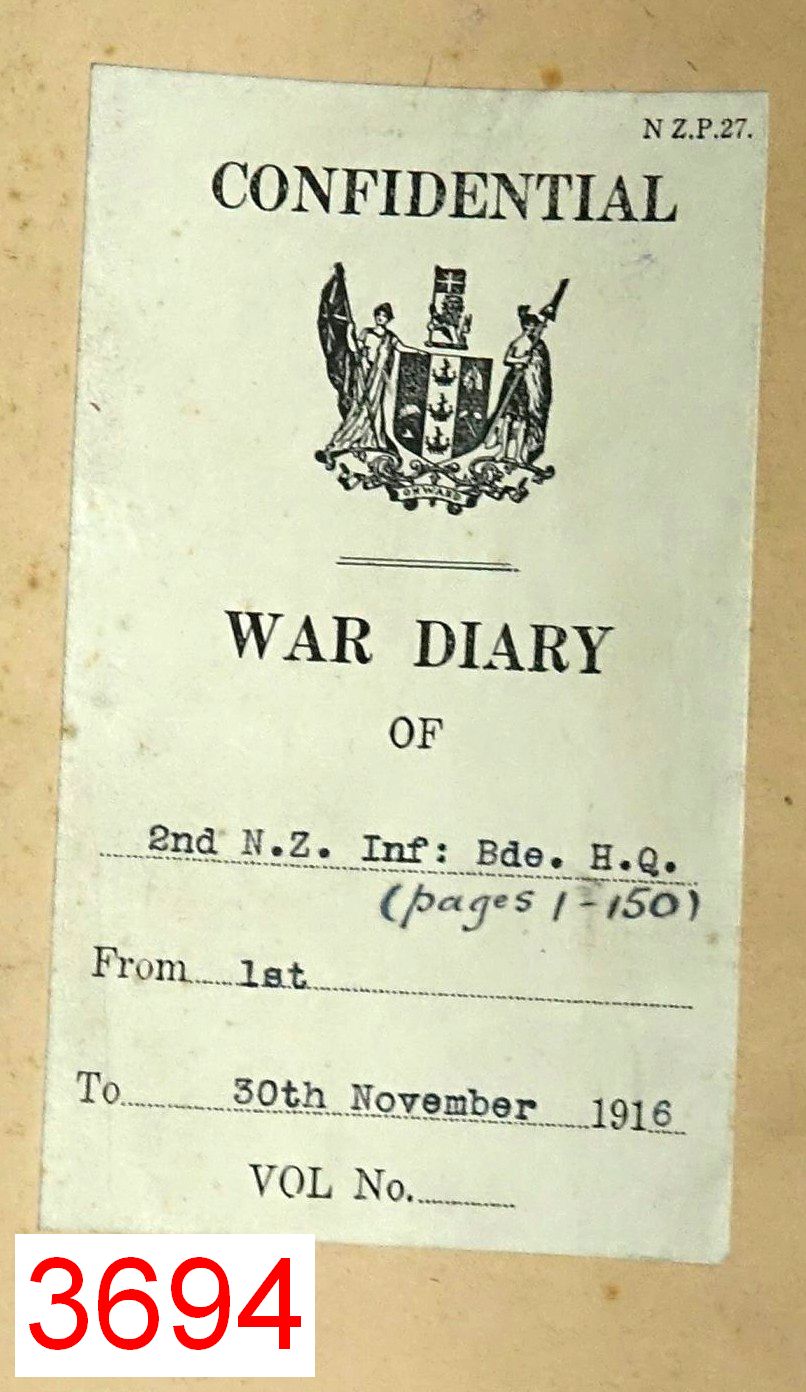 N Z.P.27.
CONFIDENTIAL
ONWARD
WAR DIARY
OF
2nd N.Z. Inf: Bde. H.Q.
(pages 1-150)
From 1st
To 30th November 1916
VOL No.
3694